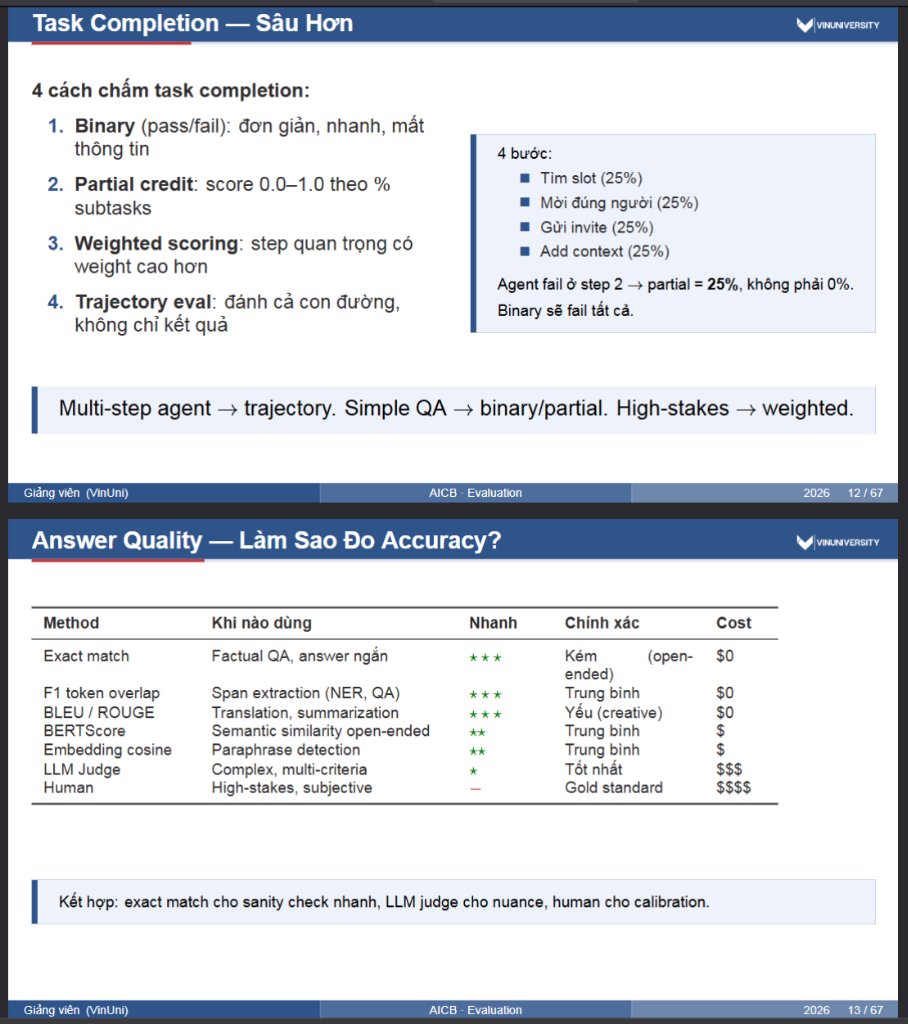 Task Completion — Sâu Hơn
VINUNIVERSITY
4 cách chấm task completion:
1. Binary (pass/fail): đơn giản, nhanh, mất
thông tin
2. Partial credit: score 0.0–1.0 theo %
subtasks
3. Weighted scoring: step quan trọng có
weight cao hơn
4. Trajectory eval: đánh cả con đường,
không chỉ kết quả
4 bước:
Tìm slot (25%)
Mời đúng người (25%)
Gửi invite (25%)
Add context (25%)
Agent fail ở step 2 → partial = 25%, không phải 0%.
Binary sẽ fail tất cả.
Multi-step agent → trajectory. Simple QA → binary/partial. High-stakes → weighted.
Giảng viên (VinUni) AICB · Evaluation 2026 12 / 67
Answer Quality — Làm Sao Đo Accuracy?
VINUNIVERSITY
Method Khi nào dùng Nhanh Chính xác Cost
Exact match Factual QA, answer ngắn ★★★ Kém (open- $0
ended)
F1 token overlap Span extraction (NER, QA) ★★★ Trung bình $0
BLEU / ROUGE Translation, summarization ★★★ Yếu (creative) $0
BERTScore Semantic similarity open-ended ★★ Trung bình $
Embedding cosine Paraphrase detection ★★ Trung bình $
LLM Judge Complex, multi-criteria ★ Tốt nhất $$$
Human High-stakes, subjective – Gold standard $$$$
Kết hợp: exact match cho sanity check nhanh, LLM judge cho nuance, human cho calibration.
Giảng viên (VinUni) AICB · Evaluation 2026 13 / 67